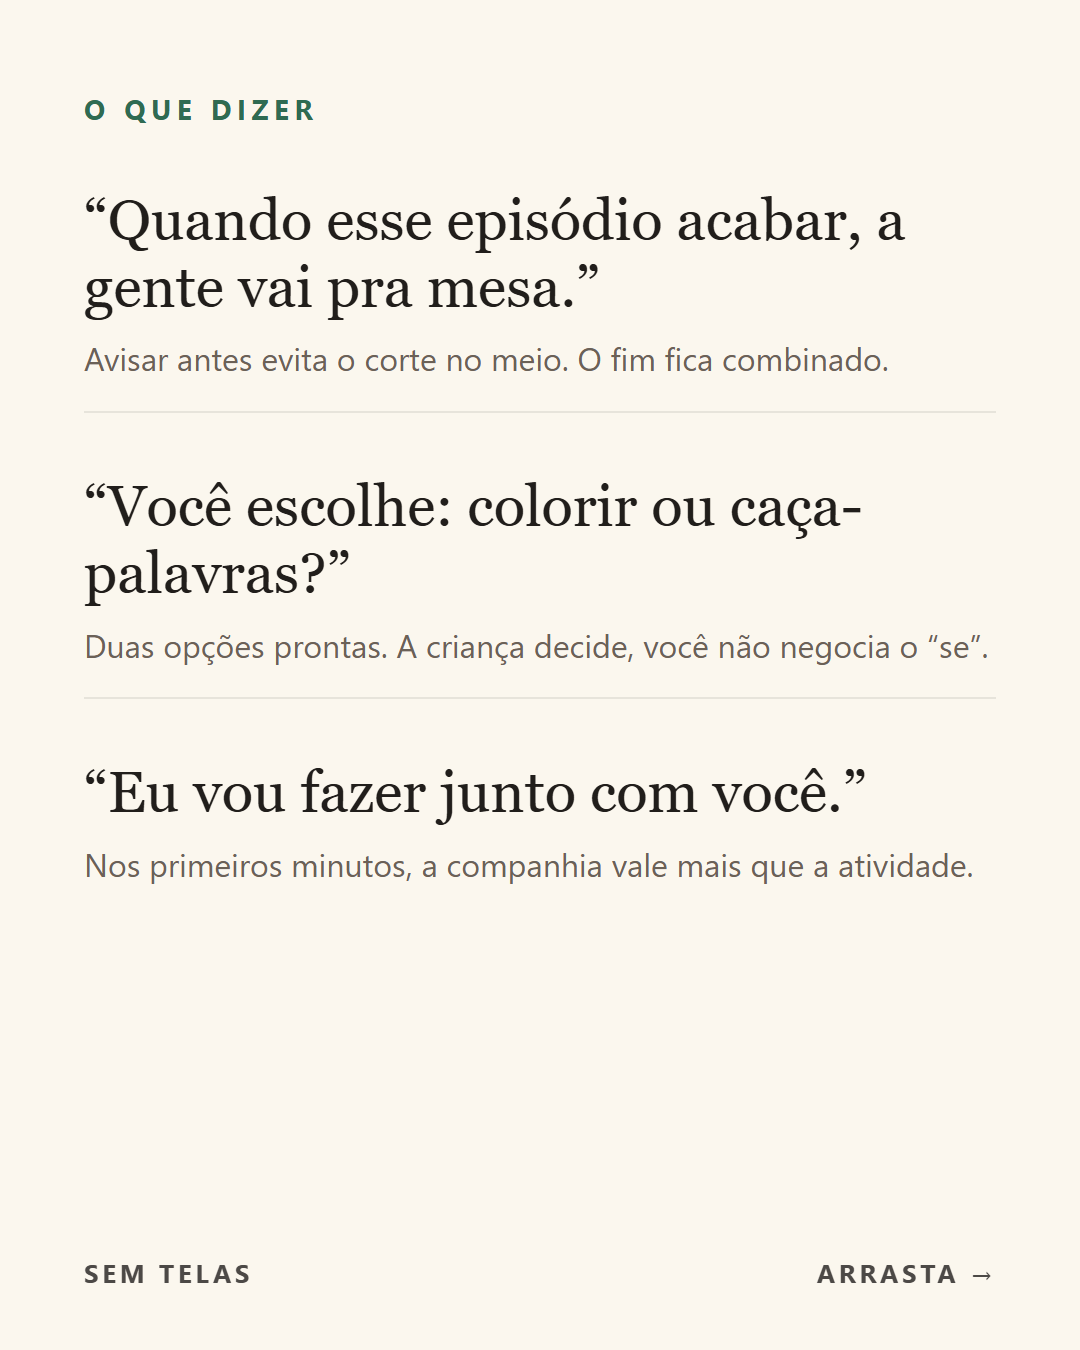 O QUE DIZER
“Quando esse episódio acabar, a
gente vai pra mesa.”
Avisar antes evita o corte no meio. O fim fica combinado.
“Você escolhe: colorir ou caça-
palavras?”
Duas opções prontas. A criança decide, você não negocia o “se”.
“Eu vou fazer junto com você.”
Nos primeiros minutos, a companhia vale mais que a atividade.
SEM TELAS
ARRASTA →